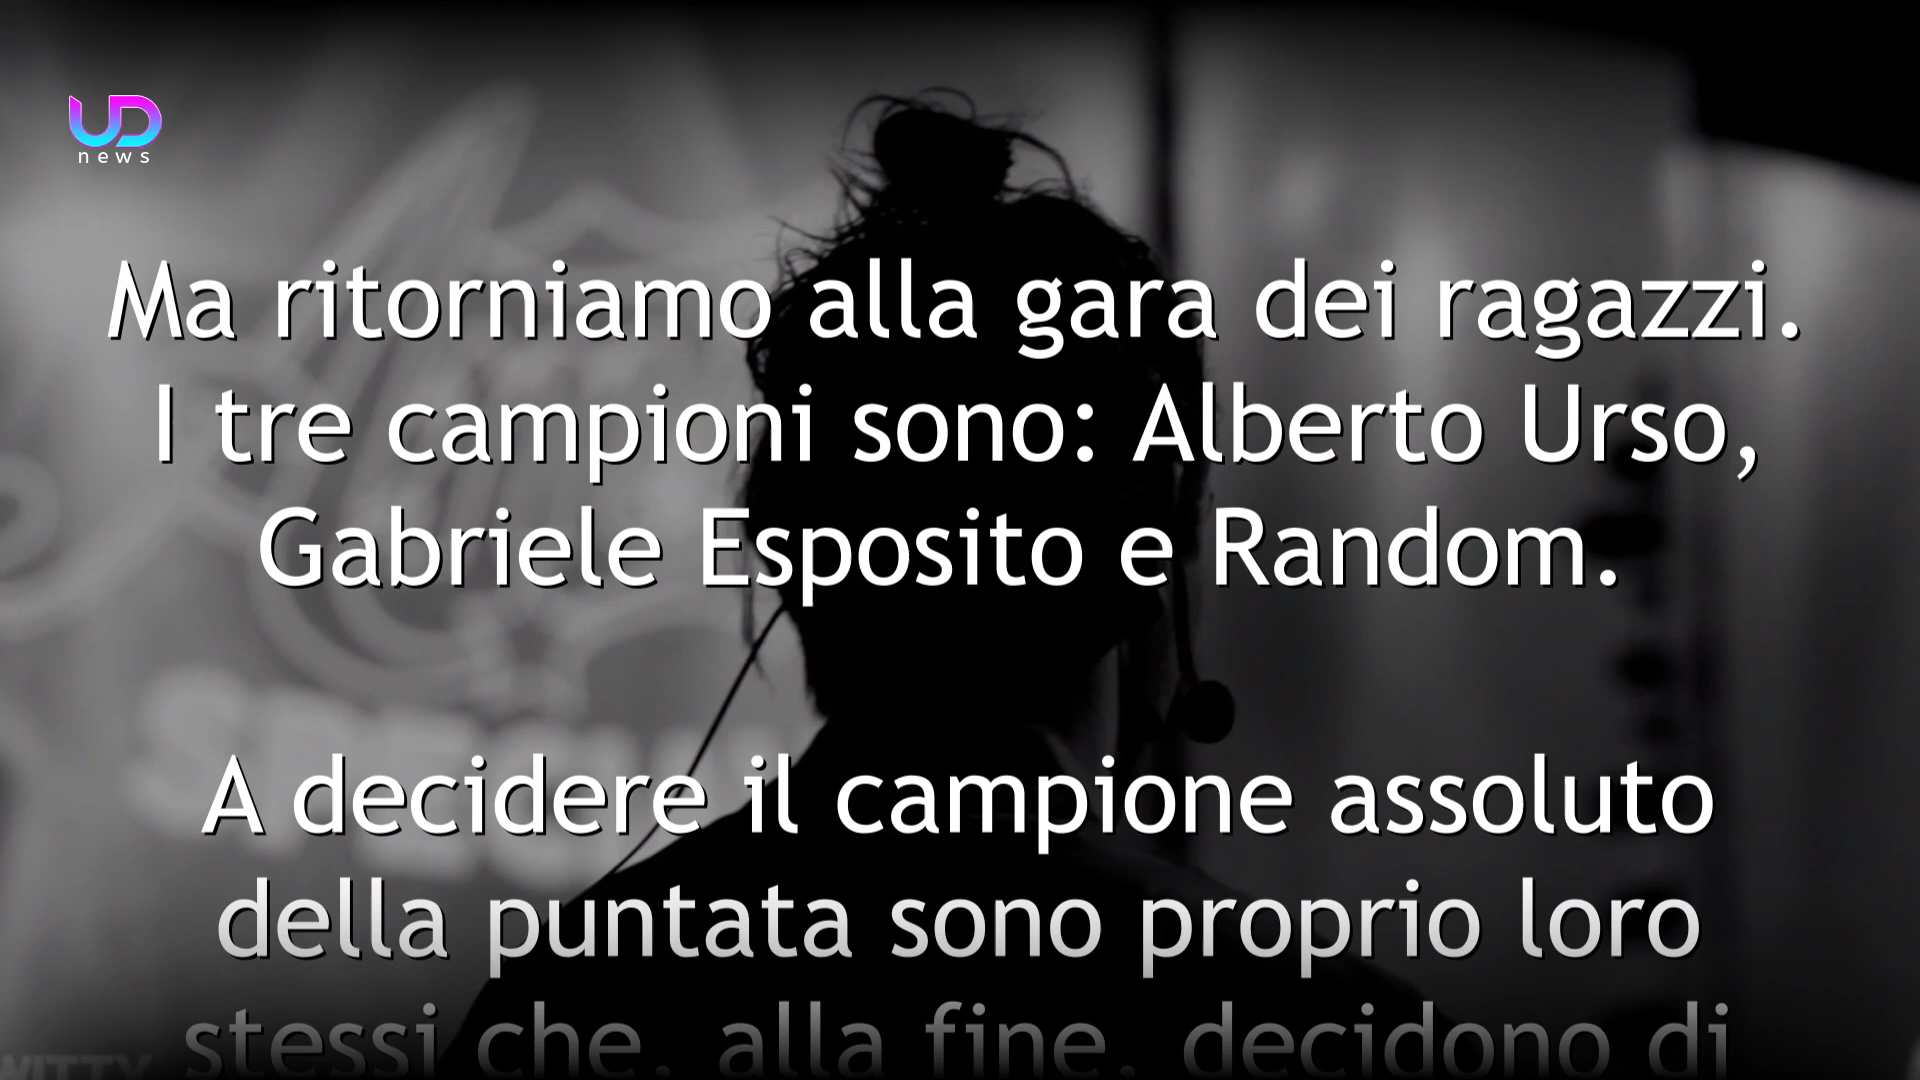 UD
news
Ma ritorniamo alla gara dei ragazzi.
I tre campioni sono: Alberto Urso,
Gabriele Esposito e Random.
A decidere il campione assoluto
della puntata sono proprio loro
stessi che, alla fine, decidono di
WITTY